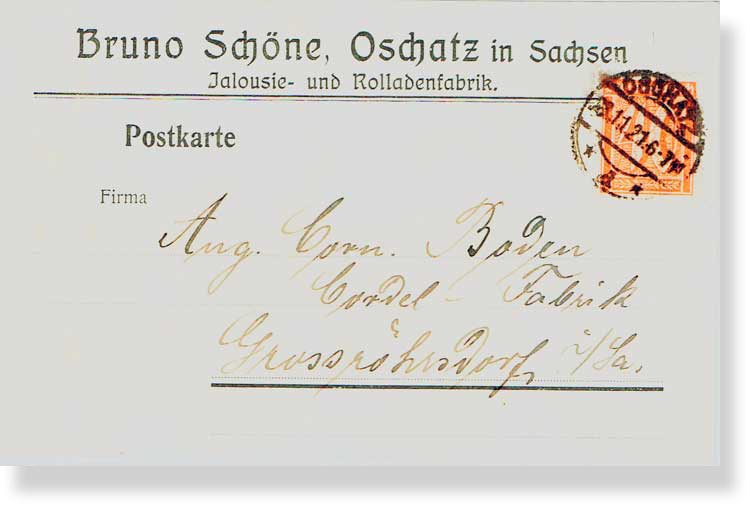 Bruno Schöne, Oschatz in Sachsen
Jalousie- und Rolladenfabrik.
Postkarte
Firma
Aug. Corn. Boden
Cordel - Fabrik
Grossröhrsdorf, i/Sa.